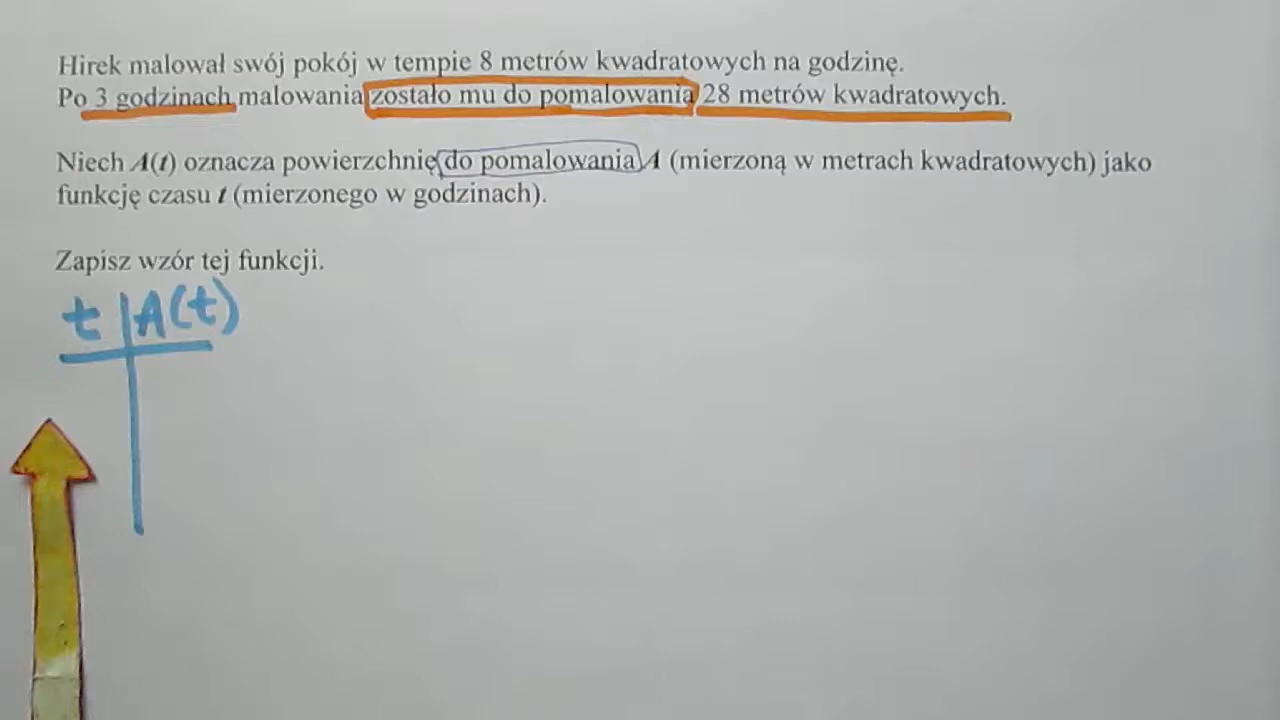 Hirek malował swój pokój w tempie 8 metrów kwadratowych na godzinę.
Po 3 godzinach malowania zostało mu do pomalowania 28 metrów kwadratowych.
Niech A(t) oznacza powierzchnię do pomalowania A (mierzoną w metrach kwadratowych) jako
funkcję czasu t (mierzonego w godzinach).
Zapisz wzór tej funkcji.
t | A(t)